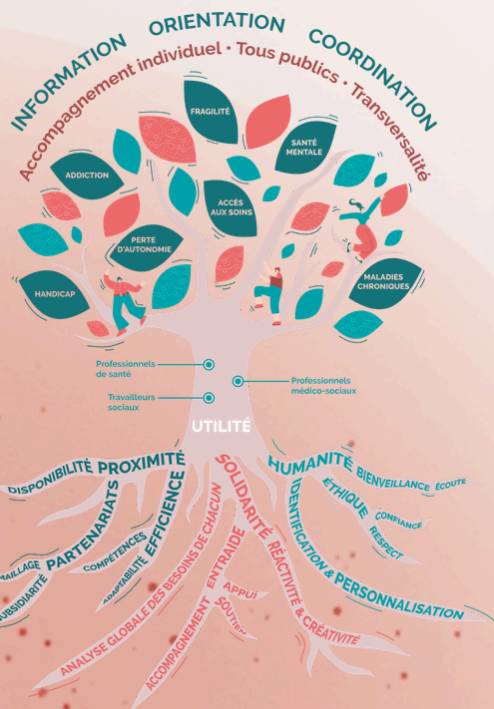 INFORMATION ORIENTATION COORDINATION
Accompagnement individuel • Tous publics • Transversalité
FRAGILITÉ
SANTÉ
MENTALE
ADDICTION
ACCÈS
AUX SOINS
PERTE
D'AUTONOMIE
HANDICAP
MALADIES
CHRONIQUES
Professionnels
de santé
Professionnels
médico-sociaux
Travailleurs
sociaux
UTILITÉ
DISPONIBILITÉ PROXIMITÉ
PARTENARIATS
MAILLAGE
SUBSIDIARITÉ
COMPÉTENCES
EFFICIENCE
ADAPTABILITÉ
SOLIDARITÉ
ANALYSE GLOBALE DES BESOINS DE CHACUN
ENTRAIDE
ACCOMPAGNEMENT
APPUI
SOUTIEN
RÉACTIVITÉ & CRÉATIVITÉ
HUMANITÉ BIENVEILLANCE ÉCOUTE
ÉTHIQUE
CONFIANCE
RESPECT
IDENTIFICATION & PERSONNALISATION